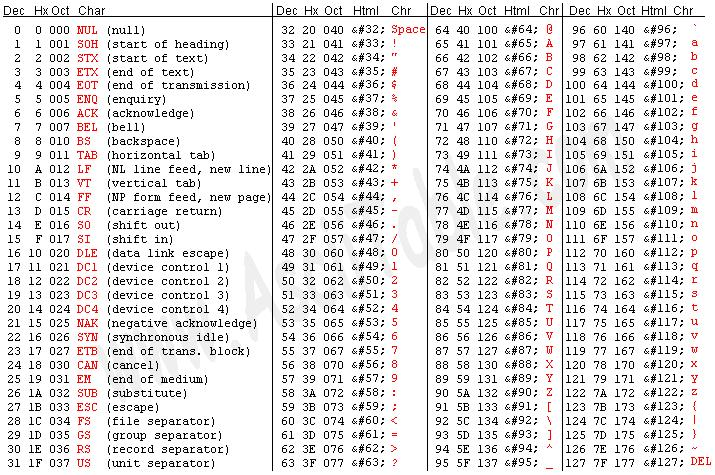 Dec Hx Oct Char Dec Hx Oct Html Chr Dec Hx Oct Html Chr Dec Hx Oct Html Chr
0 0 000 NUL (null) 32 20 040 &#32; Space 64 40 100 &#64; @ 96 60 140 &#96; `
1 1 001 SOH (start of heading) 33 21 041 &#33; ! 65 41 101 &#65; A 97 61 141 &#97; a
2 2 002 STX (start of text) 34 22 042 &#34; " 66 42 102 &#66; B 98 62 142 &#98; b
3 3 003 ETX (end of text) 35 23 043 &#35; # 67 43 103 &#67; C 99 63 143 &#99; c
4 4 004 EOT (end of transmission) 36 24 044 &#36; $ 68 44 104 &#68; D 100 64 144 &#100; d
5 5 005 ENQ (enquiry) 37 25 045 &#37; % 69 45 105 &#69; E 101 65 145 &#101; e
6 6 006 ACK (acknowledge) 38 26 046 &#38; & 70 46 106 &#70; F 102 66 146 &#102; f
7 7 007 BEL (bell) 39 27 047 &#39; ' 71 47 107 &#71; G 103 67 147 &#103; g
8 8 010 BS (backspace) 40 28 050 &#40; ( 72 48 110 &#72; H 104 68 150 &#104; h
9 9 011 TAB (horizontal tab) 41 29 051 &#41; ) 73 49 111 &#73; I 105 69 151 &#105; i
10 A 012 LF (NL line feed, new line) 42 2A 052 &#42; * 74 4A 112 &#74; J 106 6A 152 &#106; j
11 B 013 VT (vertical tab) 43 2B 053 &#43; + 75 4B 113 &#75; K 107 6B 153 &#107; k
12 C 014 FF (NP form feed, new page) 44 2C 054 &#44; , 76 4C 114 &#76; L 108 6C 154 &#108; l
13 D 015 CR (carriage return) 45 2D 055 &#45; - 77 4D 115 &#77; M 109 6D 155 &#109; m
14 E 016 SO (shift out) 46 2E 056 &#46; . 78 4E 116 &#78; N 110 6E 156 &#110; n
15 F 017 SI (shift in) 47 2F 057 &#47; / 79 4F 117 &#79; O 111 6F 157 &#111; o
16 10 020 DLE (data link escape) 48 30 060 &#48; 0 80 50 120 &#80; P 112 70 160 &#112; p
17 11 021 DC1 (device control 1) 49 31 061 &#49; 1 81 51 121 &#81; Q 113 71 161 &#113; q
18 12 022 DC2 (device control 2) 50 32 062 &#50; 2 82 52 122 &#82; R 114 72 162 &#114; r
19 13 023 DC3 (device control 3) 51 33 063 &#51; 3 83 53 123 &#83; S 115 73 163 &#115; s
20 14 024 DC4 (device control 4) 52 34 064 &#52; 4 84 54 124 &#84; T 116 74 164 &#116; t
21 15 025 NAK (negative acknowledge) 53 35 065 &#53; 5 85 55 125 &#85; U 117 75 165 &#117; u
22 16 026 SYN (synchronous idle) 54 36 066 &#54; 6 86 56 126 &#86; V 118 76 166 &#118; v
23 17 027 ETB (end of trans. block) 55 37 067 &#55; 7 87 57 127 &#87; W 119 77 167 &#119; w
24 18 030 CAN (cancel) 56 38 070 &#56; 8 88 58 130 &#88; X 120 78 170 &#120; x
25 19 031 EM (end of medium) 57 39 071 &#57; 9 89 59 131 &#89; Y 121 79 171 &#121; y
26 1A 032 SUB (substitute) 58 3A 072 &#58; : 90 5A 132 &#90; Z 122 7A 172 &#122; z
27 1B 033 ESC (escape) 59 3B 073 &#59; ; 91 5B 133 &#91; [ 123 7B 173 &#123; {
28 1C 034 FS (file separator) 60 3C 074 &#60; < 92 5C 134 &#92; \ 124 7C 174 &#124; |
29 1D 035 GS (group separator) 61 3D 075 &#61; = 93 5D 135 &#93; ] 125 7D 175 &#125; }
30 1E 036 RS (record separator) 62 3E 076 &#62; > 94 5E 136 &#94; ^ 126 7E 176 &#126; ~
31 1F 037 US (unit separator) 63 3F 077 &#63; ? 95 5F 137 &#95; _ 127 7F 177 &#127; DEL